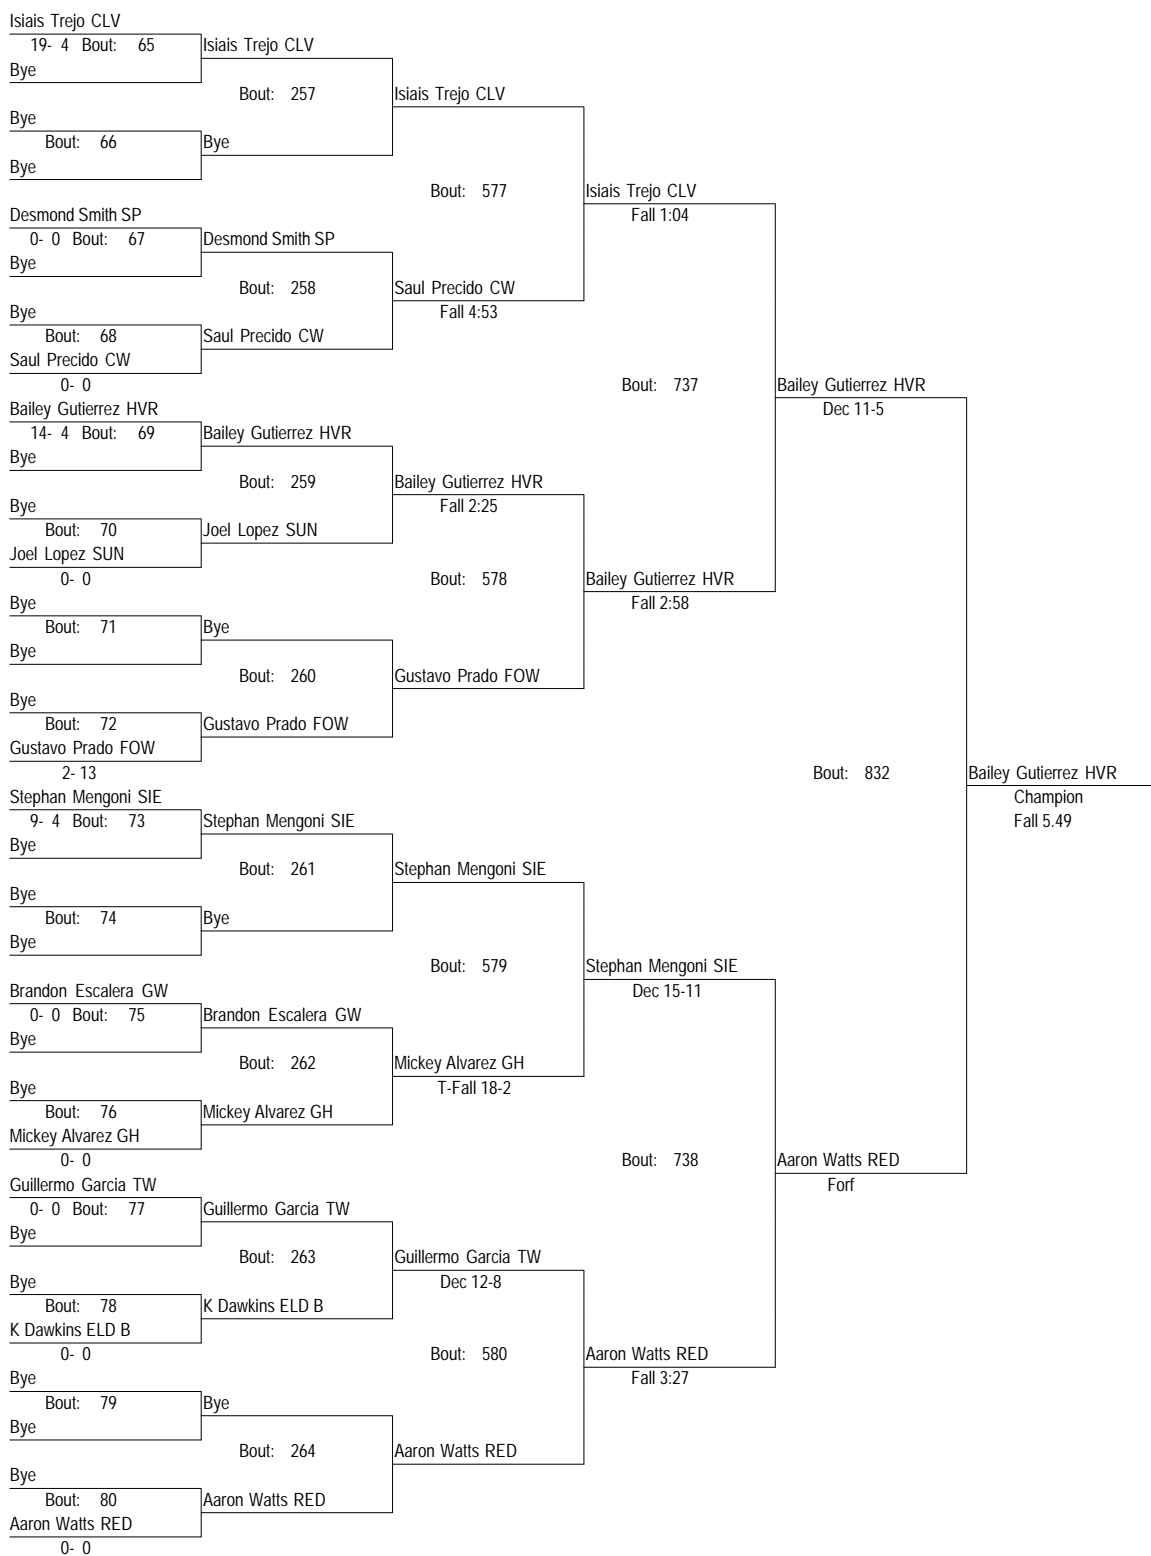 Isiais Trejo CLV
19- 4 Bout: 65 Isiais Trejo CLV
Bye
Bout: 257 Isiais Trejo CLV
Bye
Bout: 66 Bye
Bye
Bout: 577 Isiais Trejo CLV
Desmond Smith SP Fall 1:04
0- 0 Bout: 67 Desmond Smith SP
Bye
Bout: 258 Saul Precido CW
Bye Fall 4:53
Bout: 68 Saul Precido CW
Saul Precido CW
0- 0 Bout: 737 Bailey Gutierrez HVR
Bailey Gutierrez HVR Dec 11-5
14- 4 Bout: 69 Bailey Gutierrez HVR
Bye
Bout: 259 Bailey Gutierrez HVR
Bye Fall 2:25
Bout: 70 Joel Lopez SUN
Joel Lopez SUN
0- 0 Bout: 578 Bailey Gutierrez HVR
Bye Fall 2:58
Bout: 71 Bye
Bye
Bout: 260 Gustavo Prado FOW
Bye
Bout: 72 Gustavo Prado FOW
Gustavo Prado FOW
2- 13 Bout: 832 Bailey Gutierrez HVR
Stephan Mengoni SIE Champion
9- 4 Bout: 73 Stephan Mengoni SIE Fall 5.49
Bye
Bout: 261 Stephan Mengoni SIE
Bye
Bout: 74 Bye
Bye
Bout: 579 Stephan Mengoni SIE
Brandon Escalera GW Dec 15-11
0- 0 Bout: 75 Brandon Escalera GW
Bye
Bout: 262 Mickey Alvarez GH
Bye T-Fall 18-2
Bout: 76 Mickey Alvarez GH
Mickey Alvarez GH
0- 0 Bout: 738 Aaron Watts RED
Guillermo Garcia TW Forf
0- 0 Bout: 77 Guillermo Garcia TW
Bye
Bout: 263 Guillermo Garcia TW
Bye Dec 12-8
Bout: 78 K Dawkins ELD B
K Dawkins ELD B
0- 0 Bout: 580 Aaron Watts RED
Bye Fall 3:27
Bout: 79 Bye
Bye
Bout: 264 Aaron Watts RED
Bye
Bout: 80 Aaron Watts RED
Aaron Watts RED
0- 0